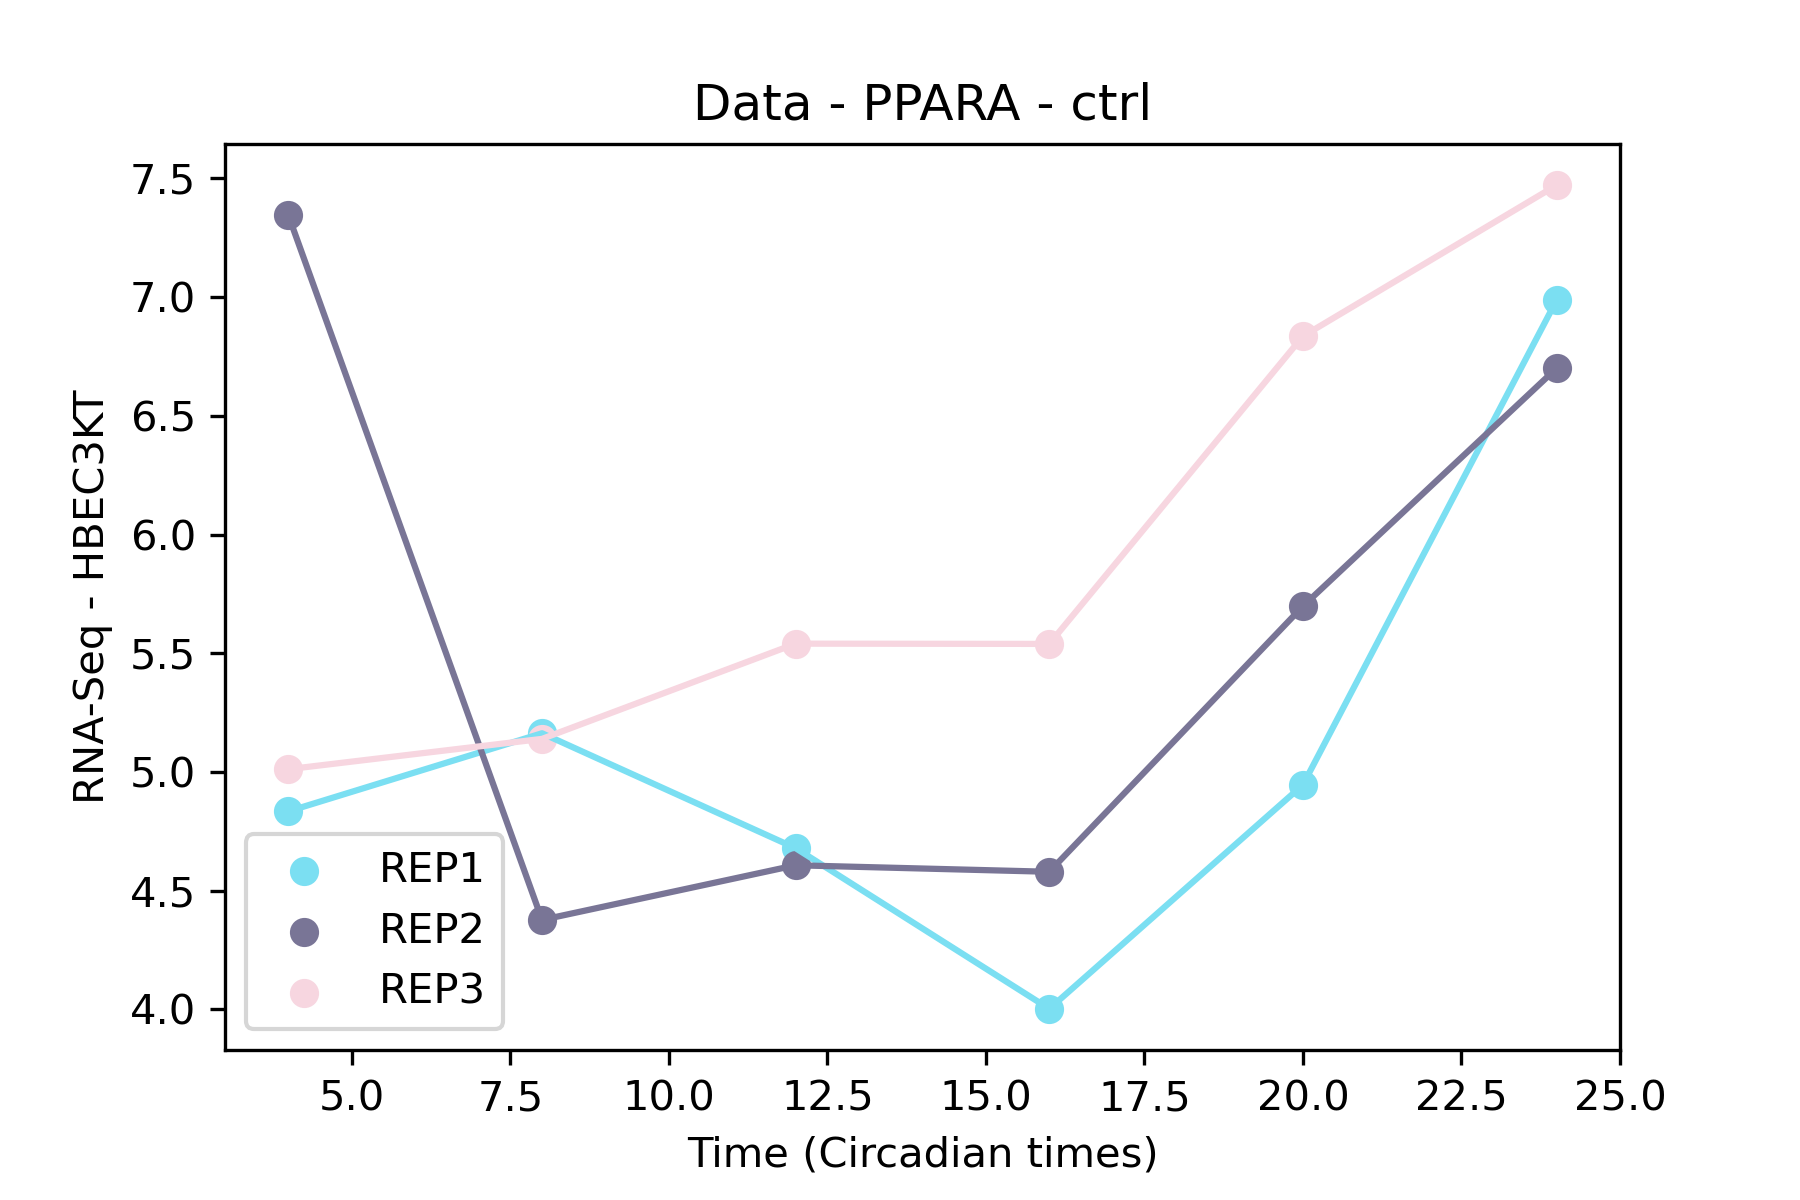 Data - PPARA - ctrl
RNA-Seq - HBEC3KT
7.5
7.0
6.5
6.0
5.5
5.0
4.5
4.0
REP1
REP2
REP3
5.0 7.5 10.0 12.5 15.0 17.5 20.0 22.5 25.0
Time (Circadian times)